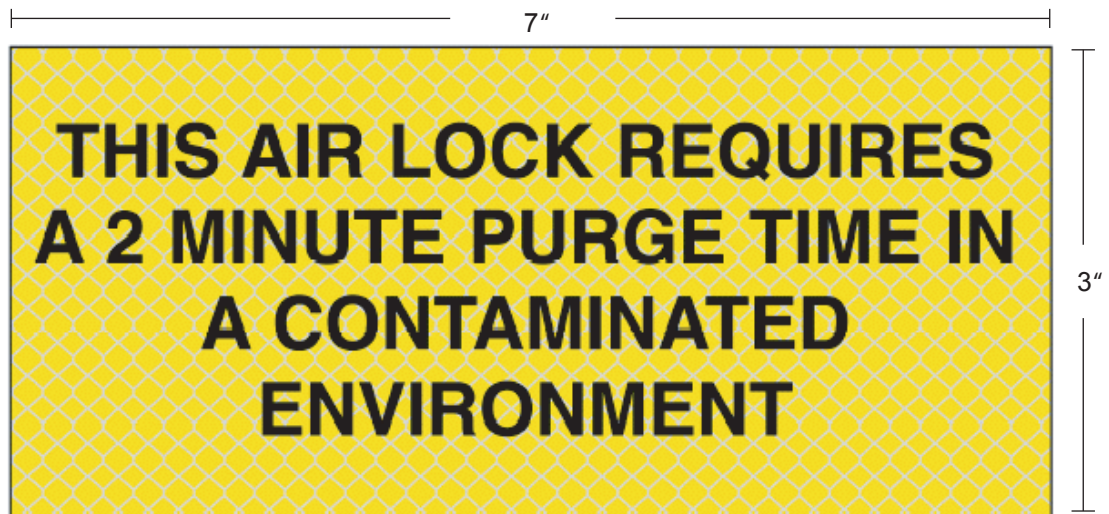 7“
THIS AIR LOCK REQUIRES
A 2 MINUTE PURGE TIME IN
A CONTAMINATED
ENVIRONMENT
3“